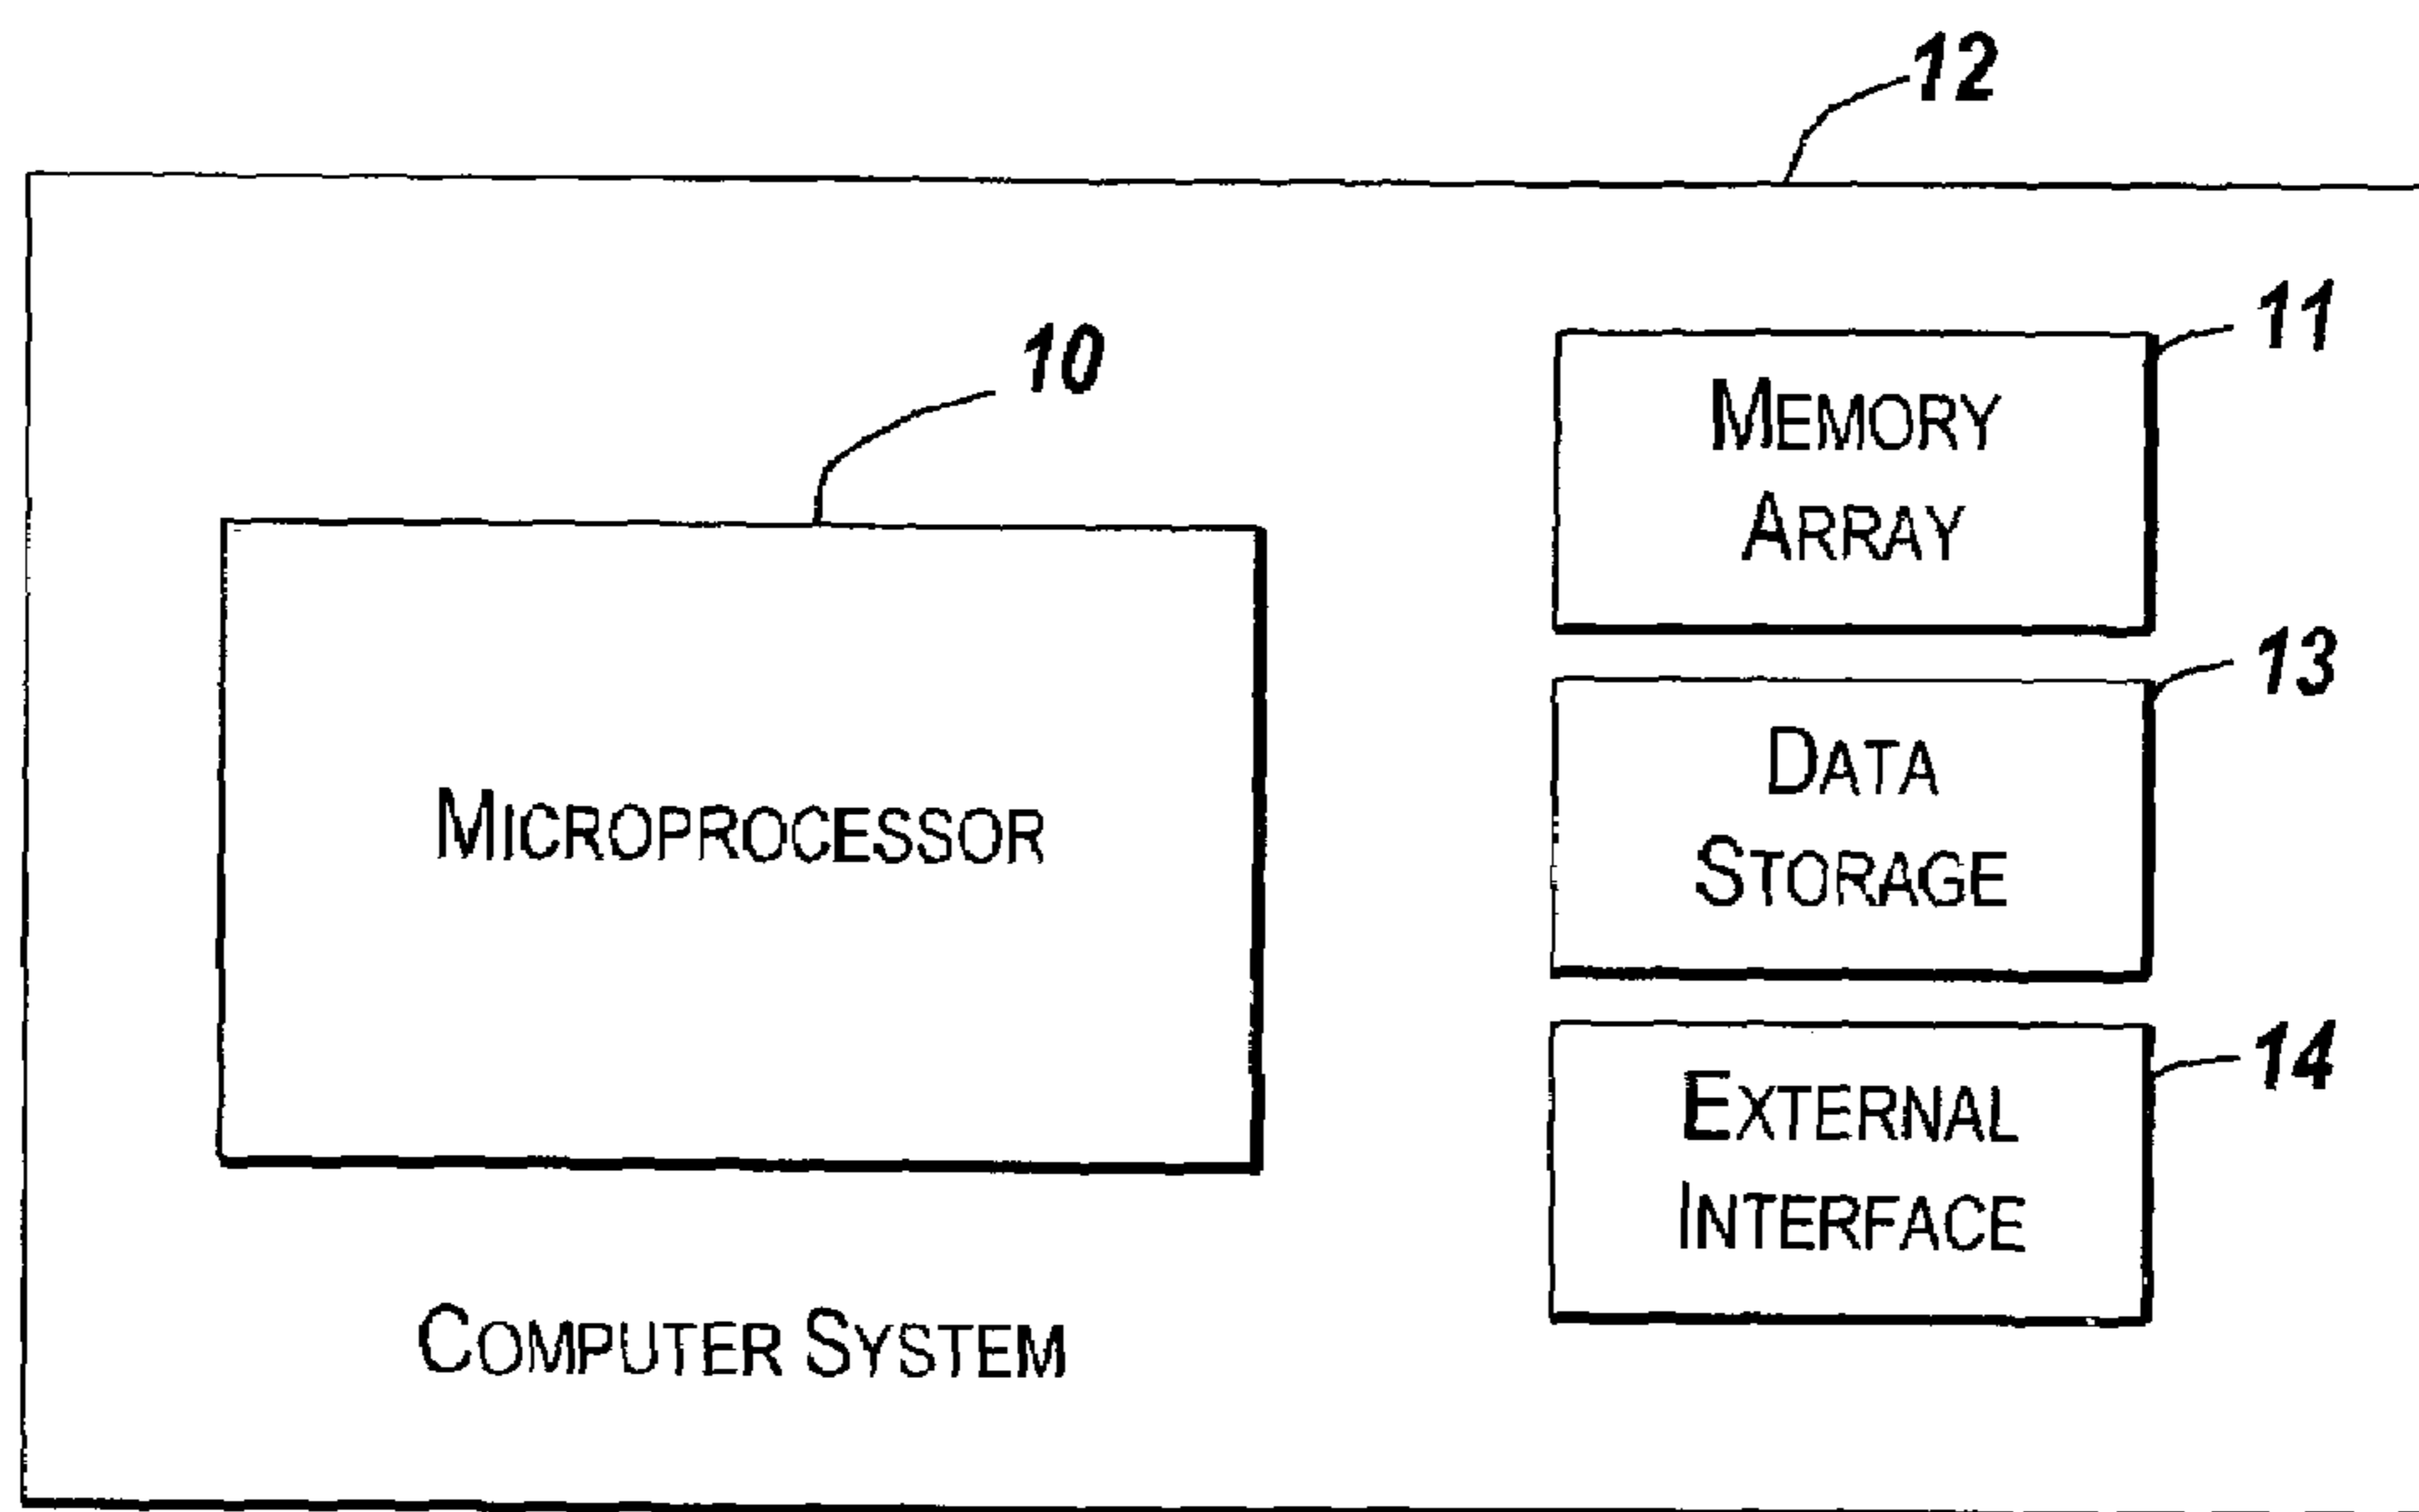 12
10
11
MEMORY
ARRAY
13
DATA
STORAGE
MICROPROCESSOR
14
EXTERNAL
INTERFACE
COMPUTER SYSTEM